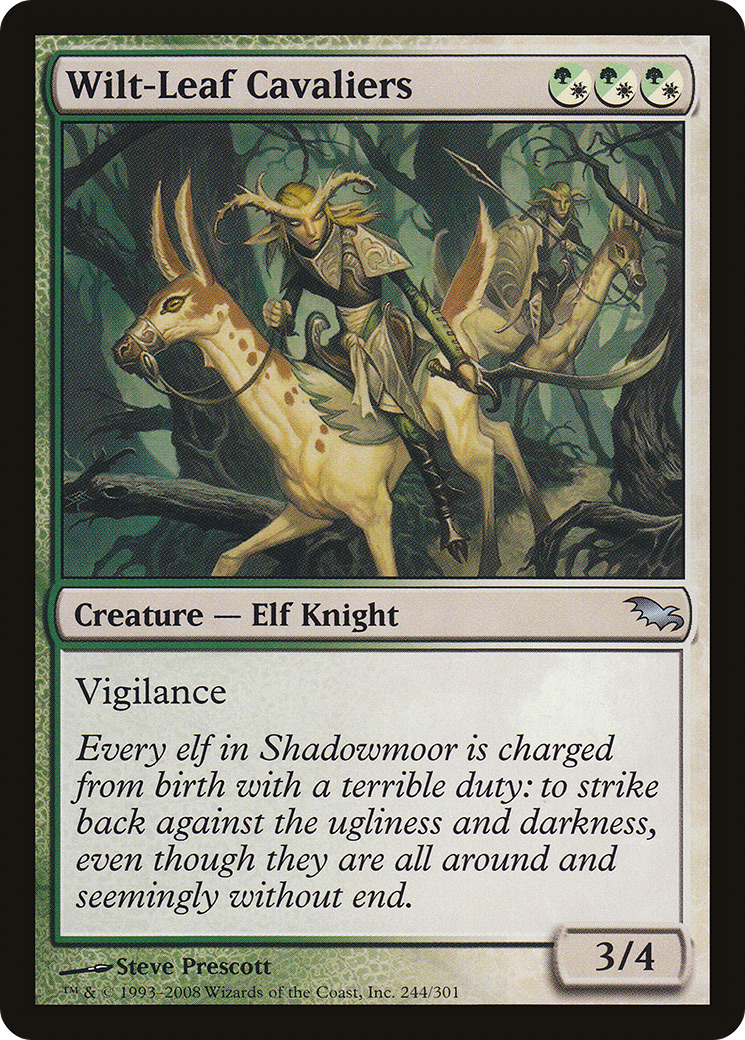 Wilt-Leaf Cavaliers
Creature — Elf Knight
Vigilance
Every elf in Shadowmoor is charged
from birth with a terrible duty: to strike
back against the ugliness and darkness,
even though they are all around and
seemingly without end.
3/4
Steve Prescott
™ & © 1993–2008 Wizards of the Coast, Inc. 244/301